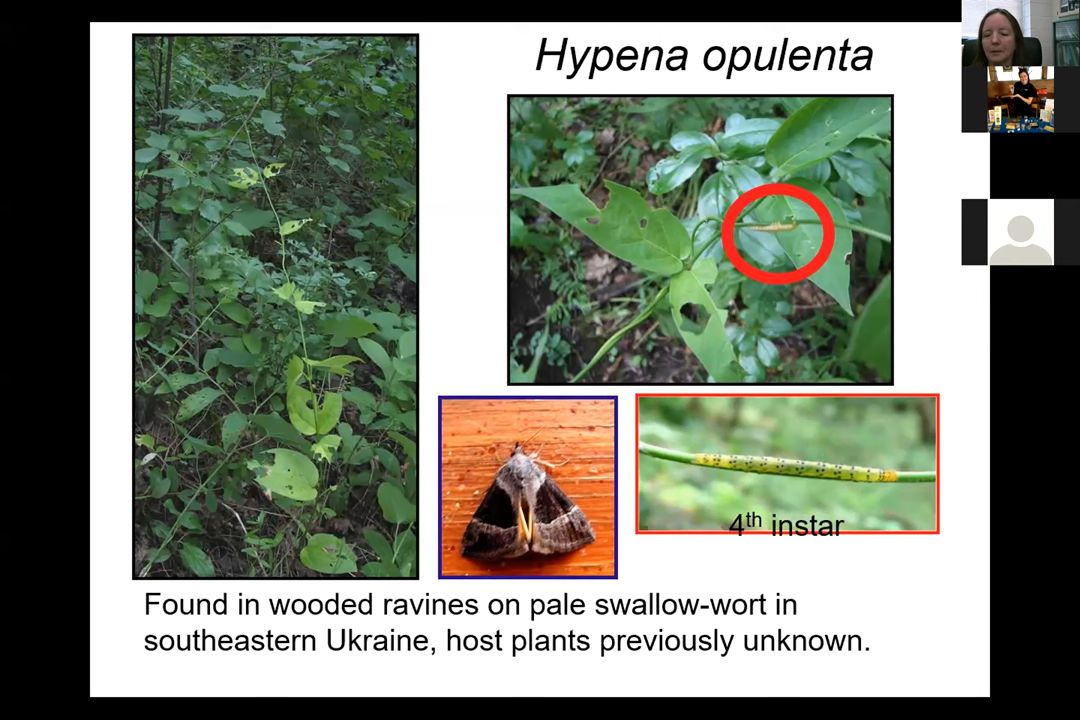 Hypena opulenta
4th instar
Found in wooded ravines on pale swallow-wort in
southeastern Ukraine, host plants previously unknown.